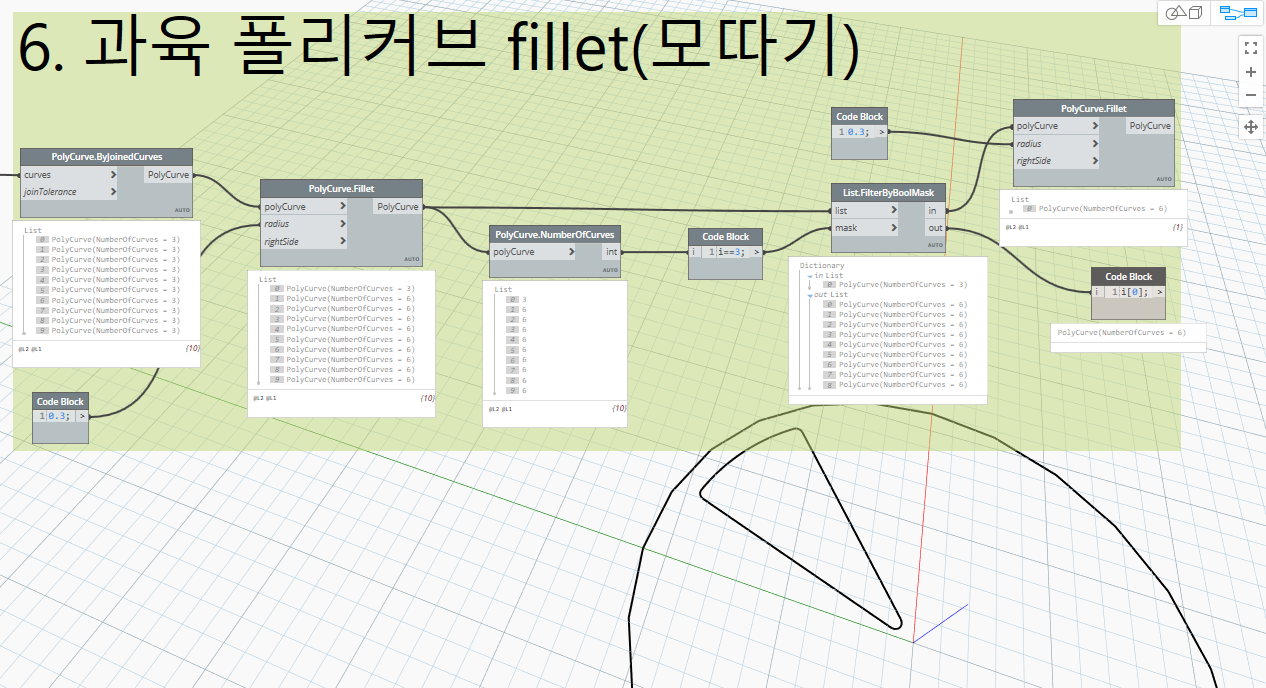 6. 과육 폴리커브 fillet(모따기)
Code Block
1 0.3; >
PolyCurve.Fillet
polyCurve > PolyCurve
radius >
rightSide >
AUTO
List
0 PolyCurve(NumberOfCurves = 6)
@L2 @L1 {1}
PolyCurve.ByJoinedCurves
curves > PolyCurve
joinTolerance >
AUTO
List
0 PolyCurve(NumberOfCurves = 3)
1 PolyCurve(NumberOfCurves = 3)
2 PolyCurve(NumberOfCurves = 3)
3 PolyCurve(NumberOfCurves = 3)
4 PolyCurve(NumberOfCurves = 3)
5 PolyCurve(NumberOfCurves = 3)
6 PolyCurve(NumberOfCurves = 3)
7 PolyCurve(NumberOfCurves = 3)
8 PolyCurve(NumberOfCurves = 3)
9 PolyCurve(NumberOfCurves = 3)
@L2 @L1 {10}
Code Block
1 0.3; >
PolyCurve.Fillet
polyCurve > PolyCurve
radius >
rightSide >
AUTO
List
0 PolyCurve(NumberOfCurves = 3)
1 PolyCurve(NumberOfCurves = 6)
2 PolyCurve(NumberOfCurves = 6)
3 PolyCurve(NumberOfCurves = 6)
4 PolyCurve(NumberOfCurves = 6)
5 PolyCurve(NumberOfCurves = 6)
6 PolyCurve(NumberOfCurves = 6)
7 PolyCurve(NumberOfCurves = 6)
8 PolyCurve(NumberOfCurves = 6)
9 PolyCurve(NumberOfCurves = 6)
@L2 @L1 {10}
PolyCurve.NumberOfCurves
polyCurve > int
AUTO
List
0 3
1 6
2 6
3 6
4 6
5 6
6 6
7 6
8 6
9 6
@L2 @L1 {10}
Code Block
i 1 i==3; >
List.FilterByBoolMask
list > in
mask > out
AUTO
Dictionary
in List
0 PolyCurve(NumberOfCurves = 3)
out List
0 PolyCurve(NumberOfCurves = 6)
1 PolyCurve(NumberOfCurves = 6)
2 PolyCurve(NumberOfCurves = 6)
3 PolyCurve(NumberOfCurves = 6)
4 PolyCurve(NumberOfCurves = 6)
5 PolyCurve(NumberOfCurves = 6)
6 PolyCurve(NumberOfCurves = 6)
7 PolyCurve(NumberOfCurves = 6)
8 PolyCurve(NumberOfCurves = 6)
Code Block
i 1 i[0]; >
PolyCurve(NumberOfCurves = 6)